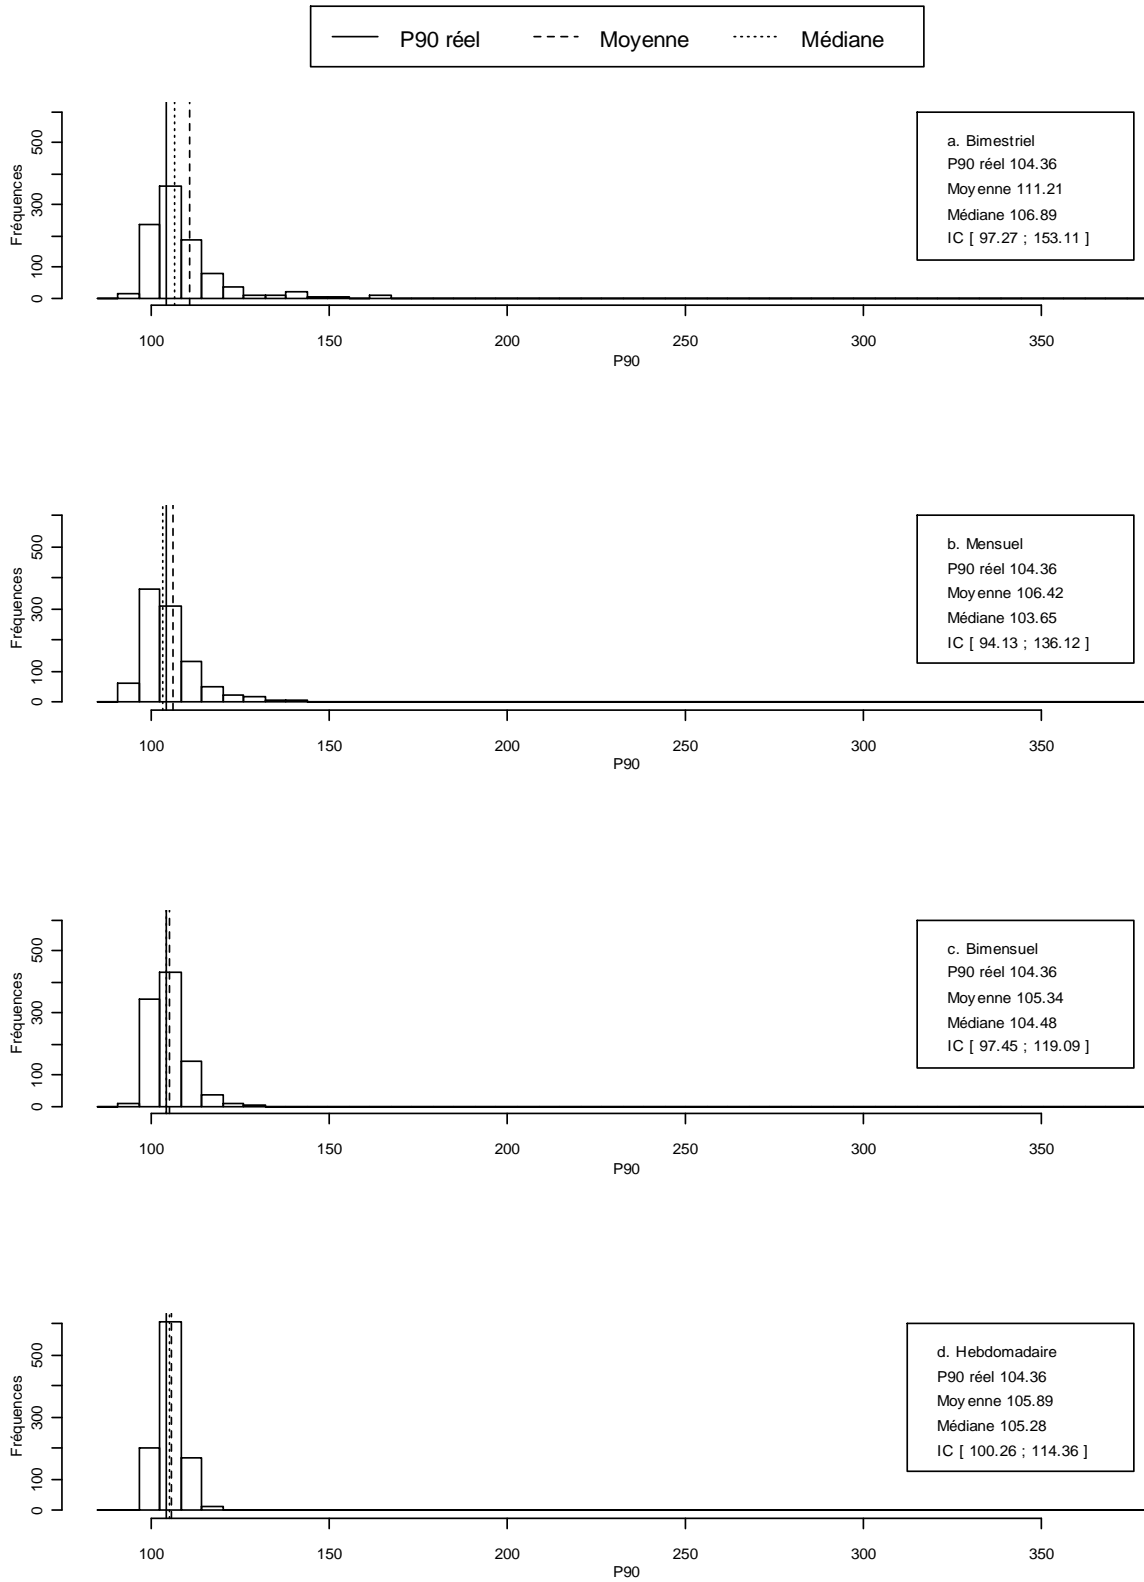 P90 réel Moyenne Médiane
Fréquences
0 100 300 500
a. Bimestriel
P90 réel 104.36
Moyenne 111.21
Médiane 106.89
IC [ 97.27 ; 153.11 ]
100 150 200 250 300 350
P90
Fréquences
0 100 300 500
b. Mensuel
P90 réel 104.36
Moyenne 106.42
Médiane 103.65
IC [ 94.13 ; 136.12 ]
100 150 200 250 300 350
P90
Fréquences
0 100 300 500
c. Bimensuel
P90 réel 104.36
Moyenne 105.34
Médiane 104.48
IC [ 97.45 ; 119.09 ]
100 150 200 250 300 350
P90
Fréquences
0 100 300 500
d. Hebdomadaire
P90 réel 104.36
Moyenne 105.89
Médiane 105.28
IC [ 100.26 ; 114.36 ]
100 150 200 250 300 350
P90